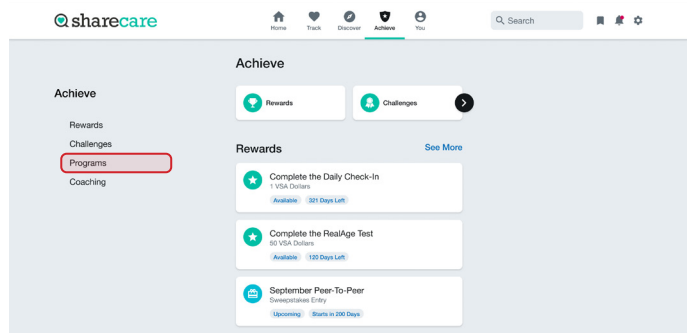 sharecare
Home Track Discover Achieve You
Search
Achieve
Rewards
Challenges
Programs
Coaching
Achieve
Rewards
Challenges
Rewards
See More
Complete the Daily Check-In
1 VSA Dollars
Available 321 Days Left
Complete the RealAge Test
50 VSA Dollars
Available 120 Days Left
September Peer-To-Peer
Sweepstakes Entry
Upcoming Starts in 200 Days